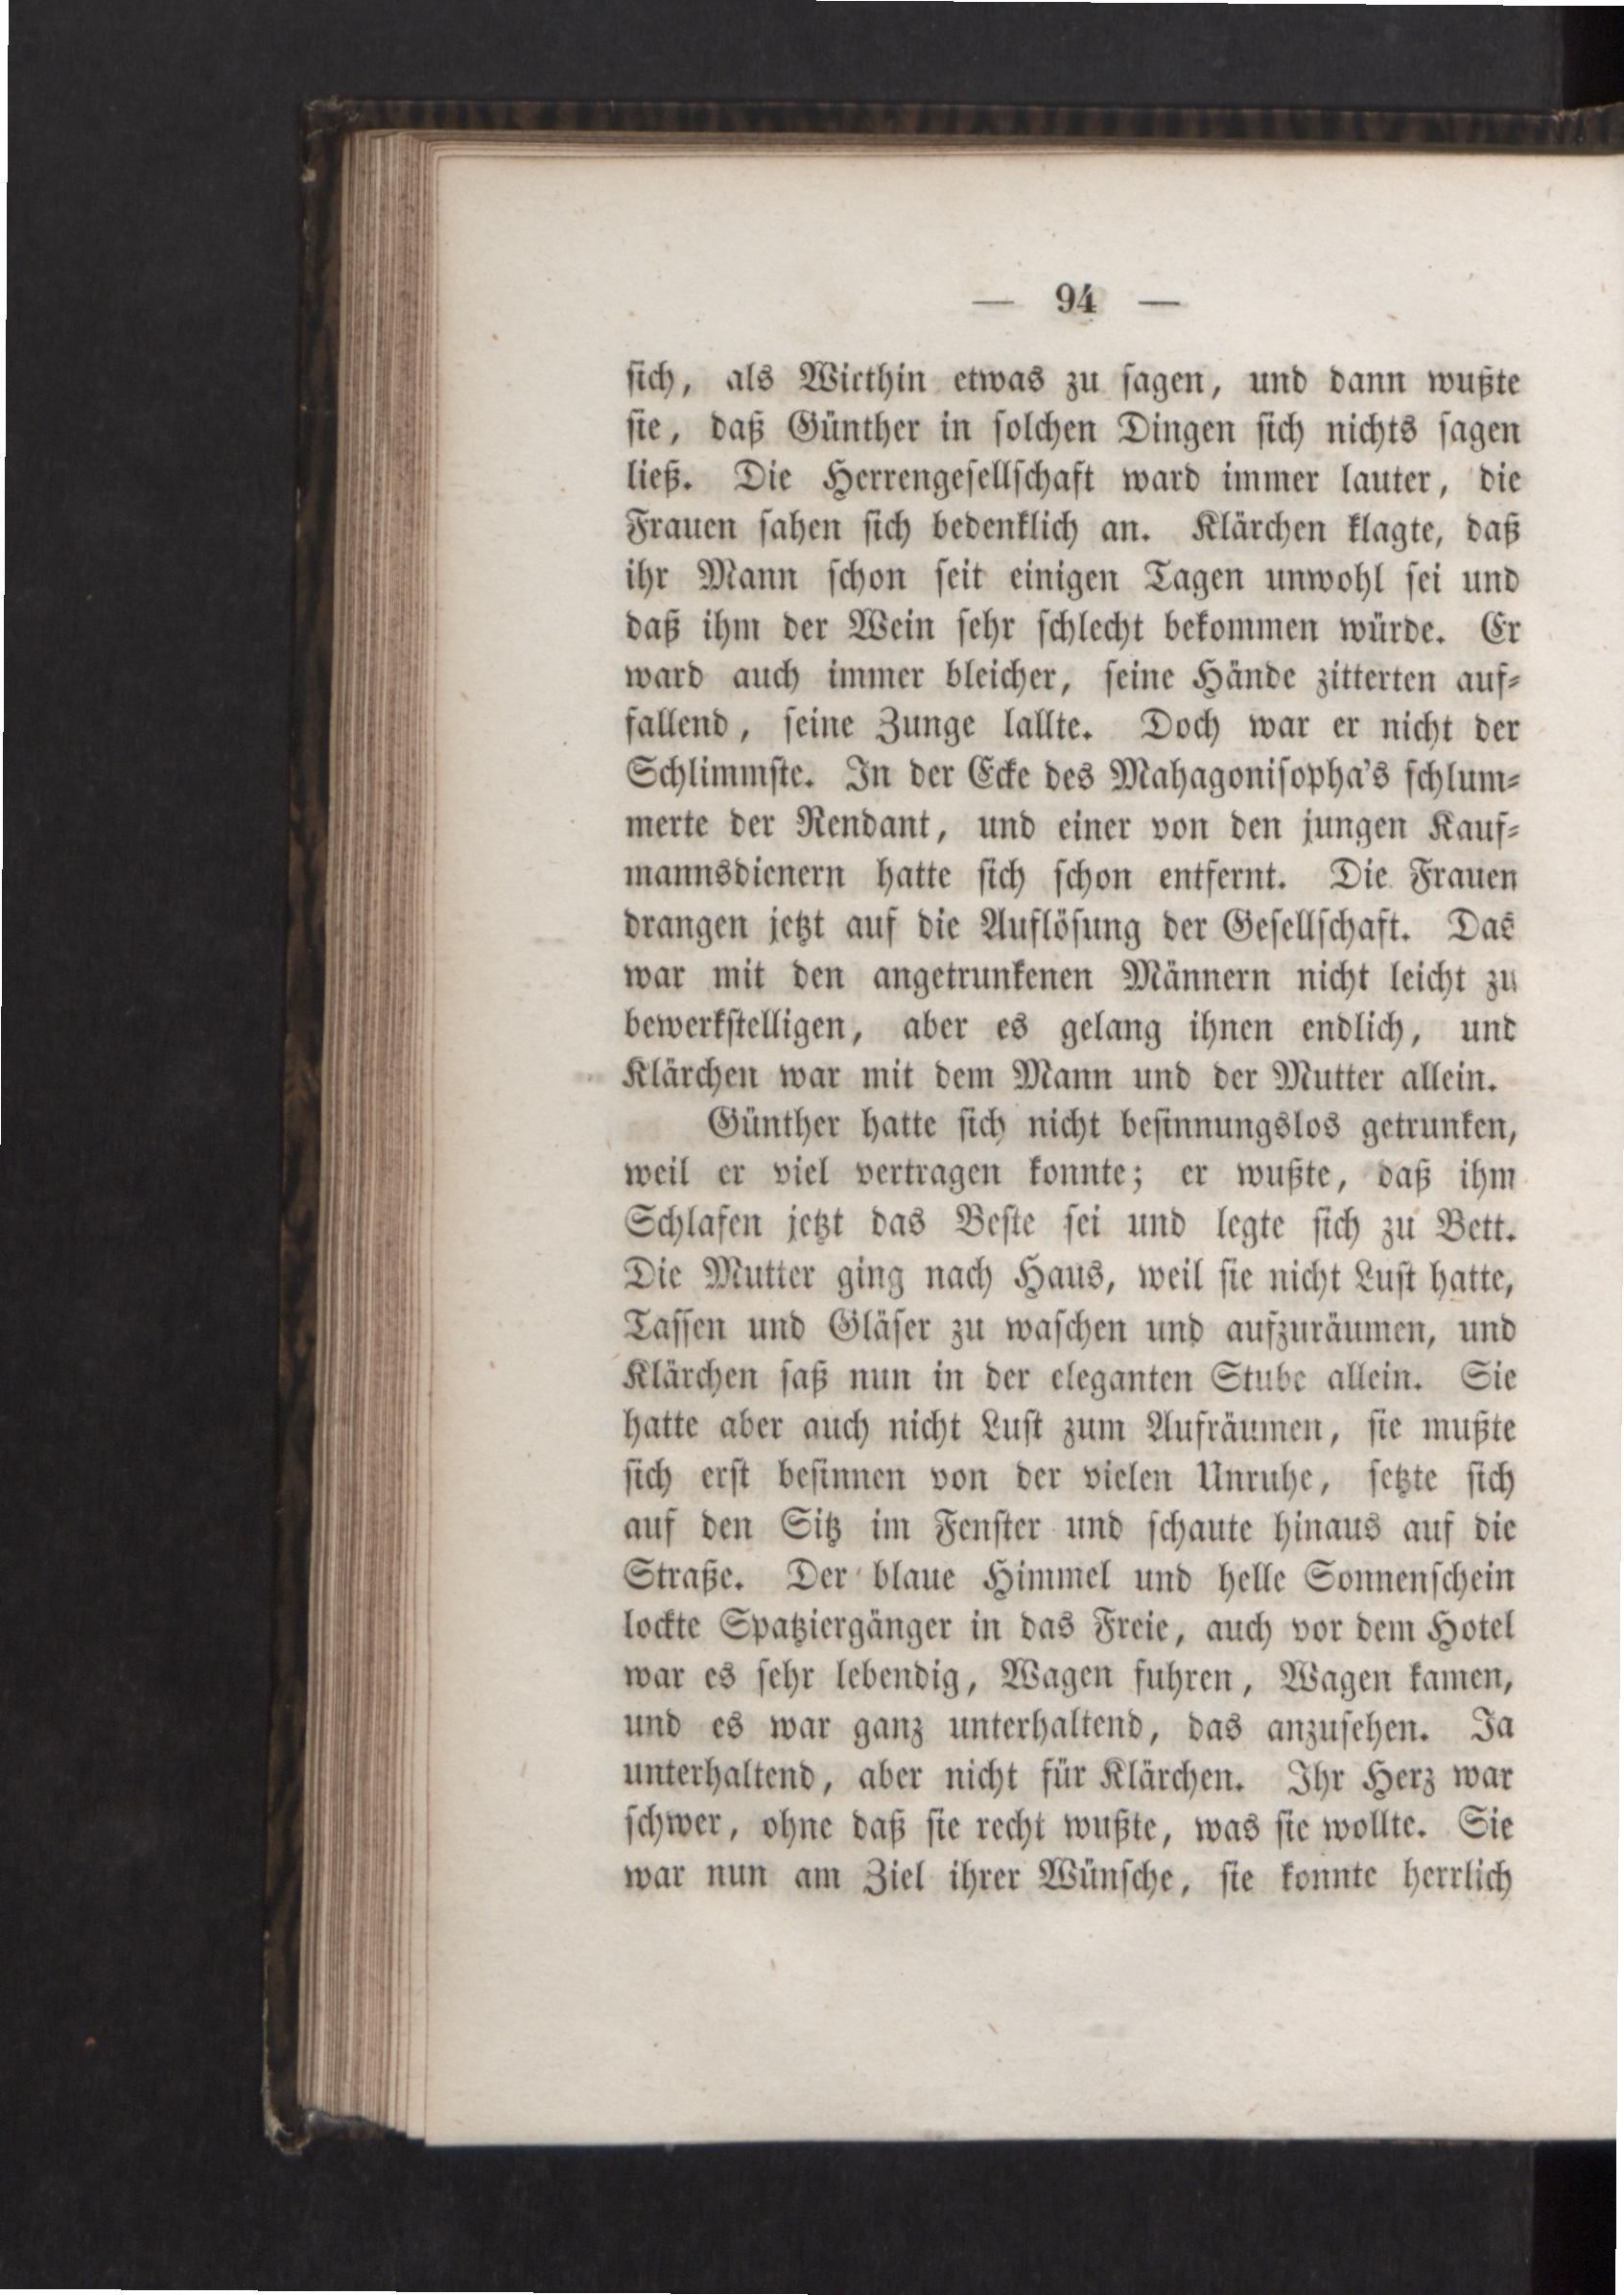 — 94 —
sich, als Wirthin etwas zu sagen, und dann wußte
sie, daß Günther in solchen Dingen sich nichts sagen
ließ. Die Herrengesellschaft ward immer lauter, die
Frauen sahen sich bedenklich an. Klärchen klagte, daß
ihr Mann schon seit einigen Tagen unwohl sei und
daß ihm der Wein sehr schlecht bekommen würde. Er
ward auch immer bleicher, seine Hände zitterten auf-
fallend, seine Zunge lallte. Doch war er nicht der
Schlimmste. In der Ecke des Mahagonisopha's schlum-
merte der Rendant, und einer von den jungen Kauf-
mannsdienern hatte sich schon entfernt. Die Frauen
drangen jetzt auf die Auflösung der Gesellschaft. Das
war mit den angetrunkenen Männern nicht leicht zu
bewerkstelligen, aber es gelang ihnen endlich, und
Klärchen war mit dem Mann und der Mutter allein.
Günther hatte sich nicht besinnungslos getrunken,
weil er viel vertragen konnte; er wußte, daß ihm
Schlafen jetzt das Beste sei und legte sich zu Bett.
Die Mutter ging nach Haus, weil sie nicht Lust hatte,
Tassen und Gläser zu waschen und aufzuräumen, und
Klärchen saß nun in der eleganten Stube allein. Sie
hatte aber auch nicht Lust zum Aufräumen, sie mußte
sich erst besinnen von der vielen Unruhe, setzte sich
auf den Sitz im Fenster und schaute hinaus auf die
Straße. Der blaue Himmel und helle Sonnenschein
lockte Spatziergänger in das Freie, auch vor dem Hotel
war es sehr lebendig, Wagen fuhren, Wagen kamen,
und es war ganz unterhaltend, das anzusehen. Ja
unterhaltend, aber nicht für Klärchen. Ihr Herz war
schwer, ohne daß sie recht wußte, was sie wollte. Sie
war nun am Ziel ihrer Wünsche, sie konnte herrlich